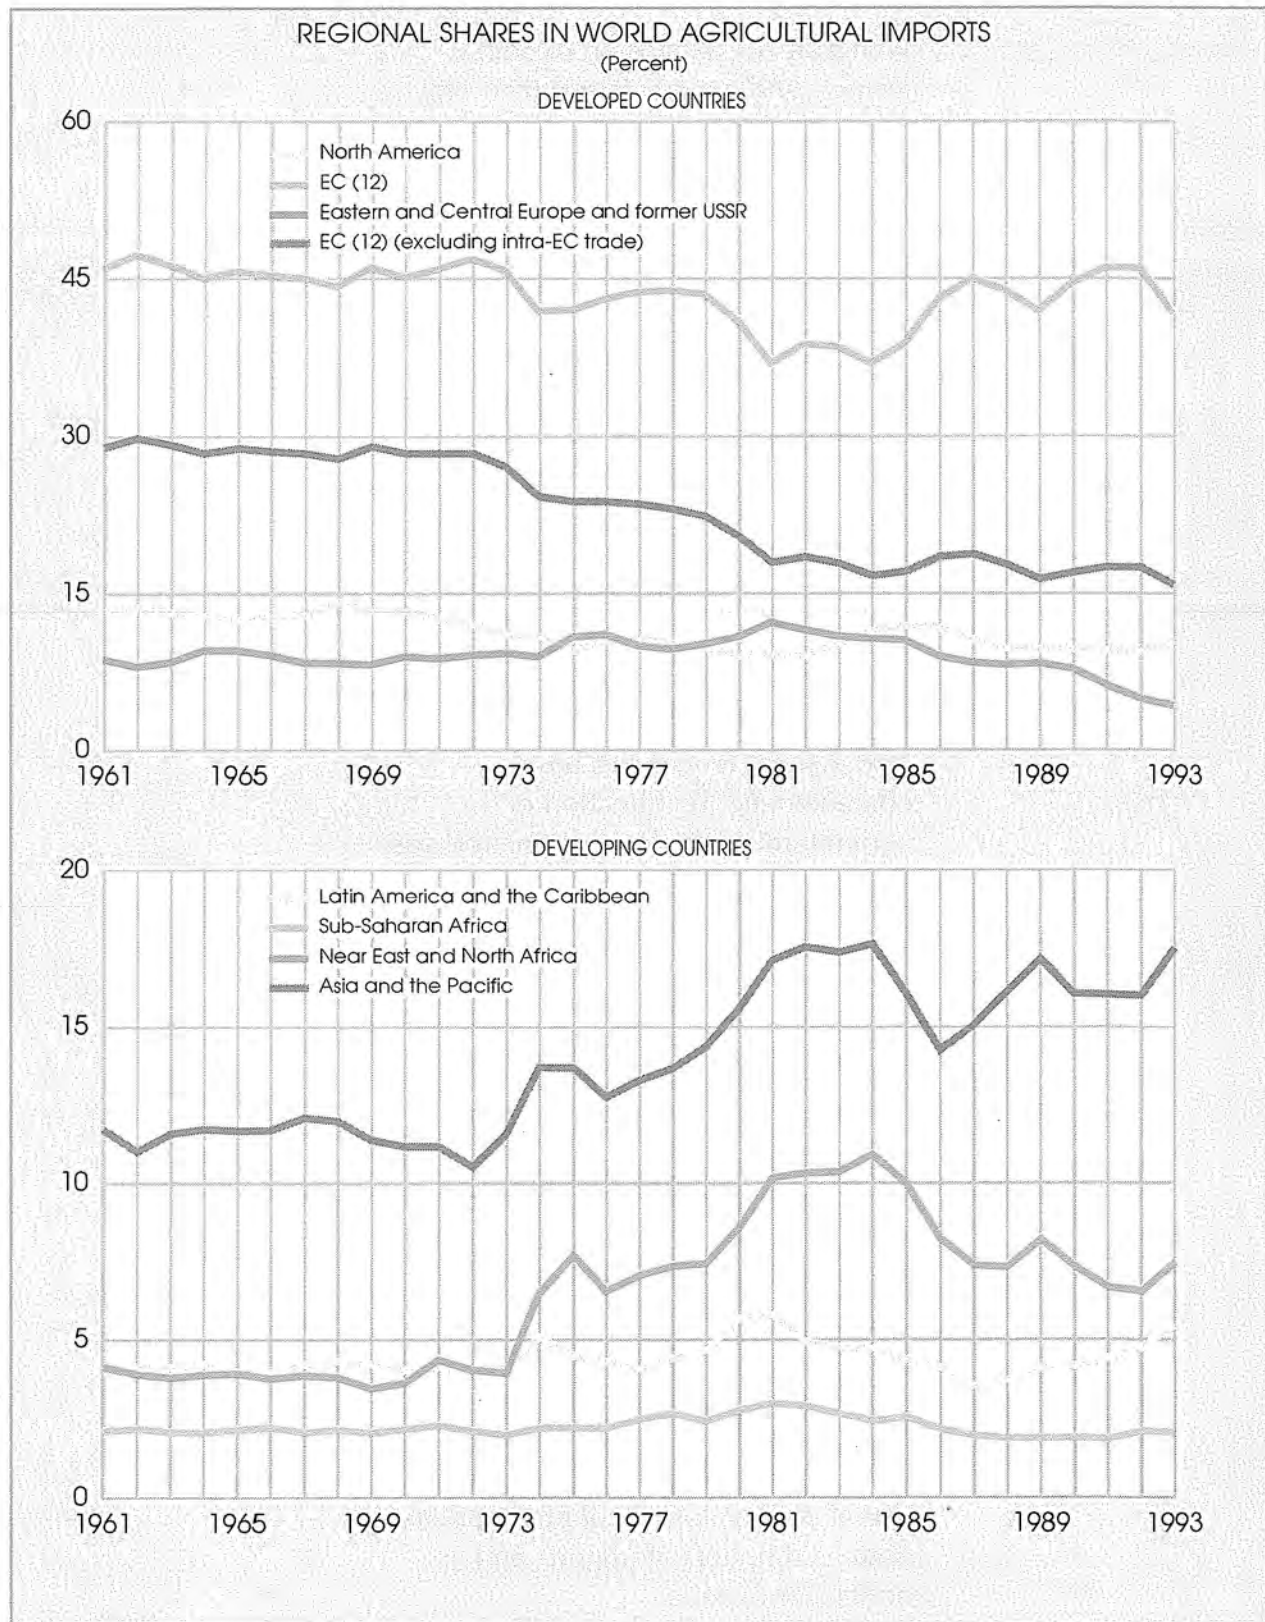 REGIONAL SHARES IN WORLD AGRICULTURAL IMPORTS
(Percent)
DEVELOPED COUNTRIES
60
North America
EC (12)
Eastern and Central Europe and former USSR
EC (12) (excluding intra-EC trade)
45
30
15
0
1961 1965 1969 1973 1977 1981 1985 1989 1993
DEVELOPING COUNTRIES
20
Latin America and the Caribbean
Sub-Saharan Africa
Near East and North Africa
Asia and the Pacific
15
10
5
0
1961 1965 1969 1973 1977 1981 1985 1989 1993